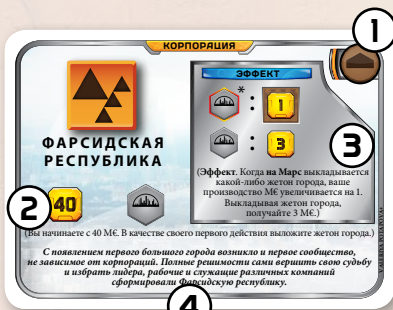 1
КОРПОРАЦИЯ
ЭФФЕКТ
* : 1
: 3
ФАРСИДСКАЯ
РЕСПУБЛИКА
3
(Эффект. Когда на Марс выкладывается
какой-либо жетон города, ваше
производство М€ увеличивается на 1.
Выкладывая жетон города,
получайте 3 М€.)
2
40
(Вы начинаете с 40 М€. В качестве своего первого действия выложите жетон города.)
С появлением первого большого города возникло и первое сообщество,
не зависимое от корпораций. Полные решимости сами вершить свою судьбу
и избрать лидера, рабочие и служащие различных компаний
сформировали Фарсидскую республику.
4